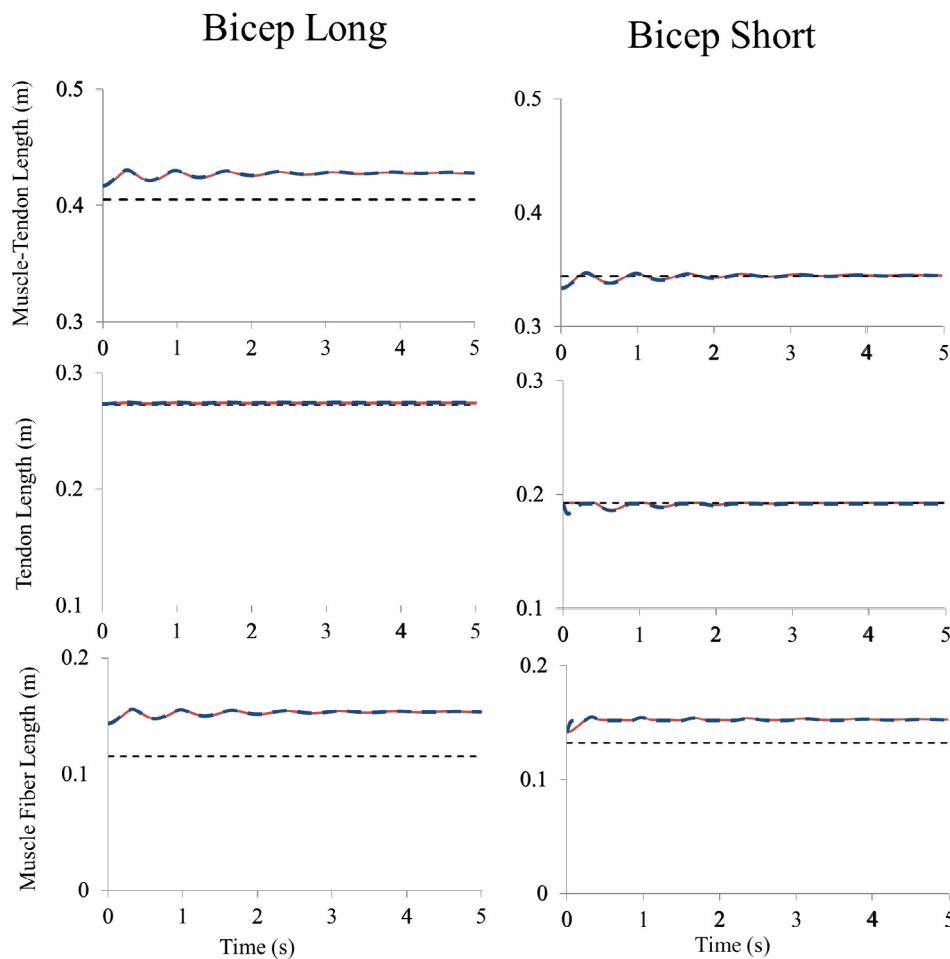 Bicep Long
Bicep Short
Muscle-Tendon Length (m)
0.5
0.4
0.3
0 1 2 3 4 5
0.5
0.4
0.3
0 1 2 3 4 5
Tendon Length (m)
0.3
0.2
0.1
0 1 2 3 4 5
0.3
0.2
0.1
0 1 2 3 4 5
Muscle Fiber Length (m)
0.2
0.1
0
0 1 2 3 4 5
Time (s)
0.2
0.1
0
0 1 2 3 4 5
Time (s)